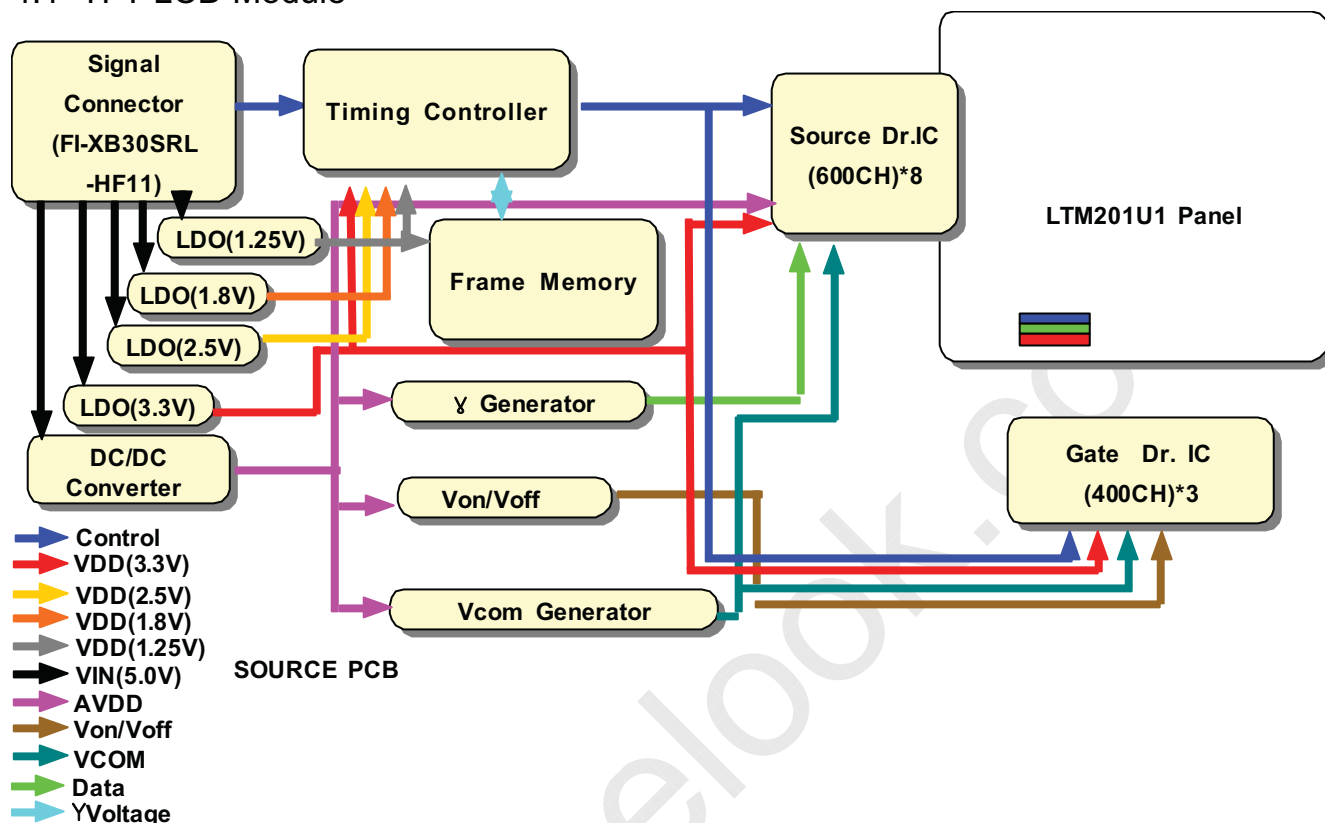 Signal
Connector
(FI-XB30SRL
-HF11)
Timing Controller
Source Dr.IC
(600CH)*8
LTM201U1 Panel
LDO(1.25V)
LDO(1.8V)
LDO(2.5V)
LDO(3.3V)
DC/DC
Converter
Frame Memory
ɣ Generator
Von/Voff
Vcom Generator
Gate Dr. IC
(400CH)*3
Control
VDD(3.3V)
VDD(2.5V)
VDD(1.8V)
VDD(1.25V)
VIN(5.0V)
AVDD
Von/Voff
VCOM
Data
ϒVoltage
SOURCE PCB
elook.co